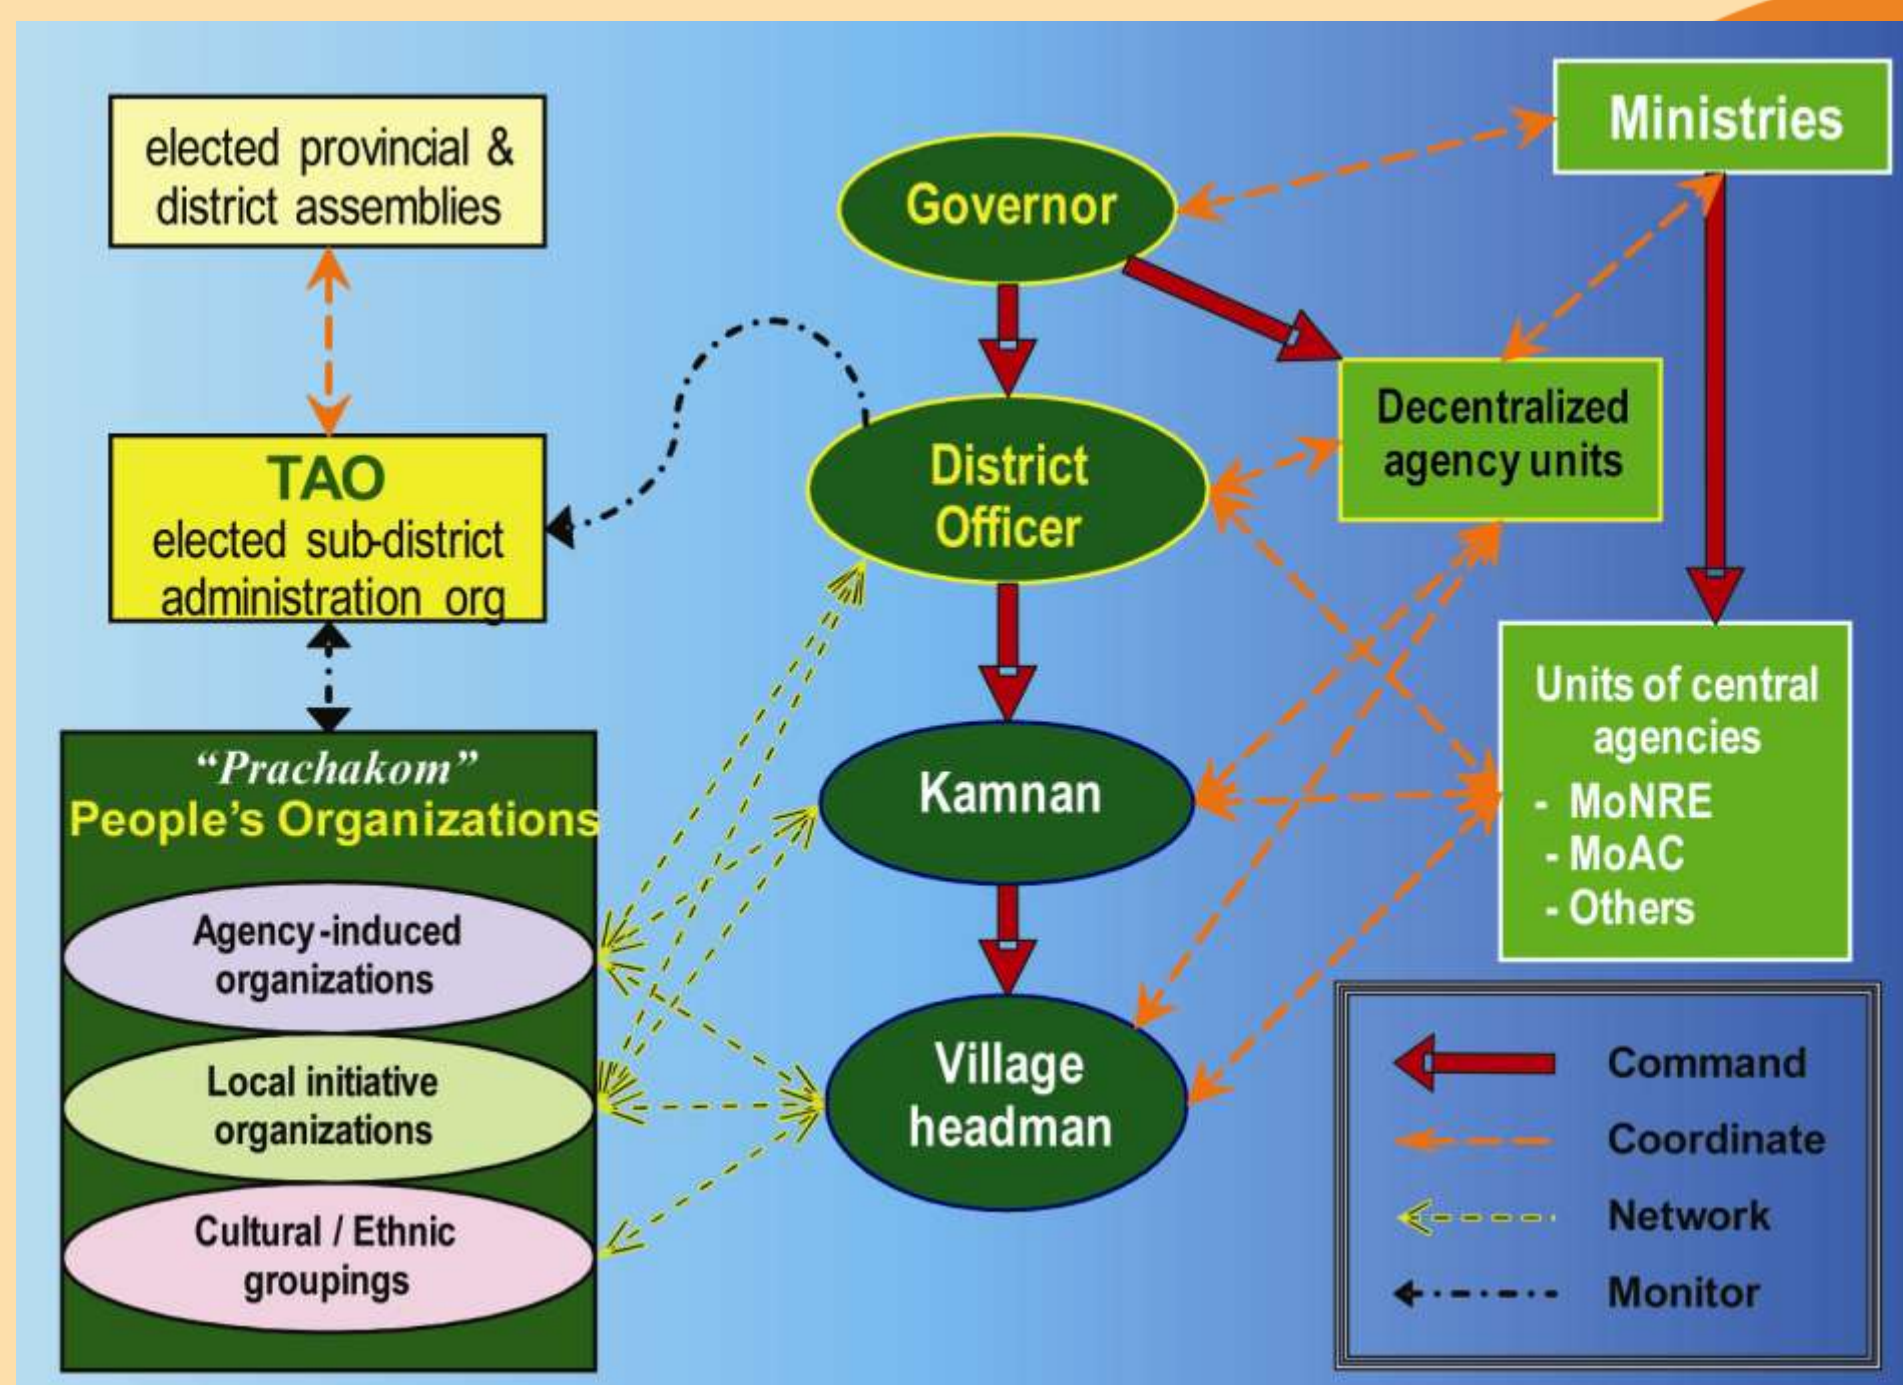 elected provincial &
district assemblies
TAO
elected sub-district
administration org
“Prachakom”
People’s Organizations
Agency-induced
organizations
Local initiative
organizations
Cultural / Ethnic
groupings
Governor
District
Officer
Kamnan
Village
headman
Ministries
Decentralized
agency units
Units of central
agencies
- MoNRE
- MoAC
- Others
Command
Coordinate
Network
Monitor